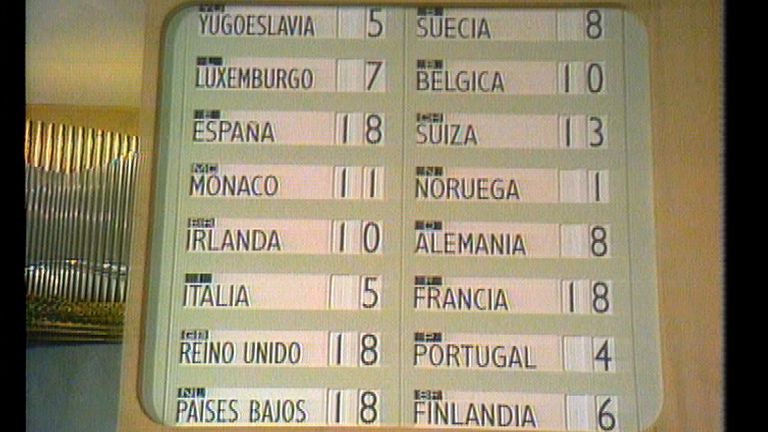 YUGOESLAVIA 5 SUECIA 8
LUXEMBURGO 7 BELGICA 10
ESPAÑA 18 SUIZA 13
MONACO 11 NORUEGA 1
IRLANDA 10 ALEMANIA 8
ITALIA 5 FRANCIA 18
REINO UNIDO 18 PORTUGAL 4
PAÍSES BAJOS 18 FINLANDIA 6